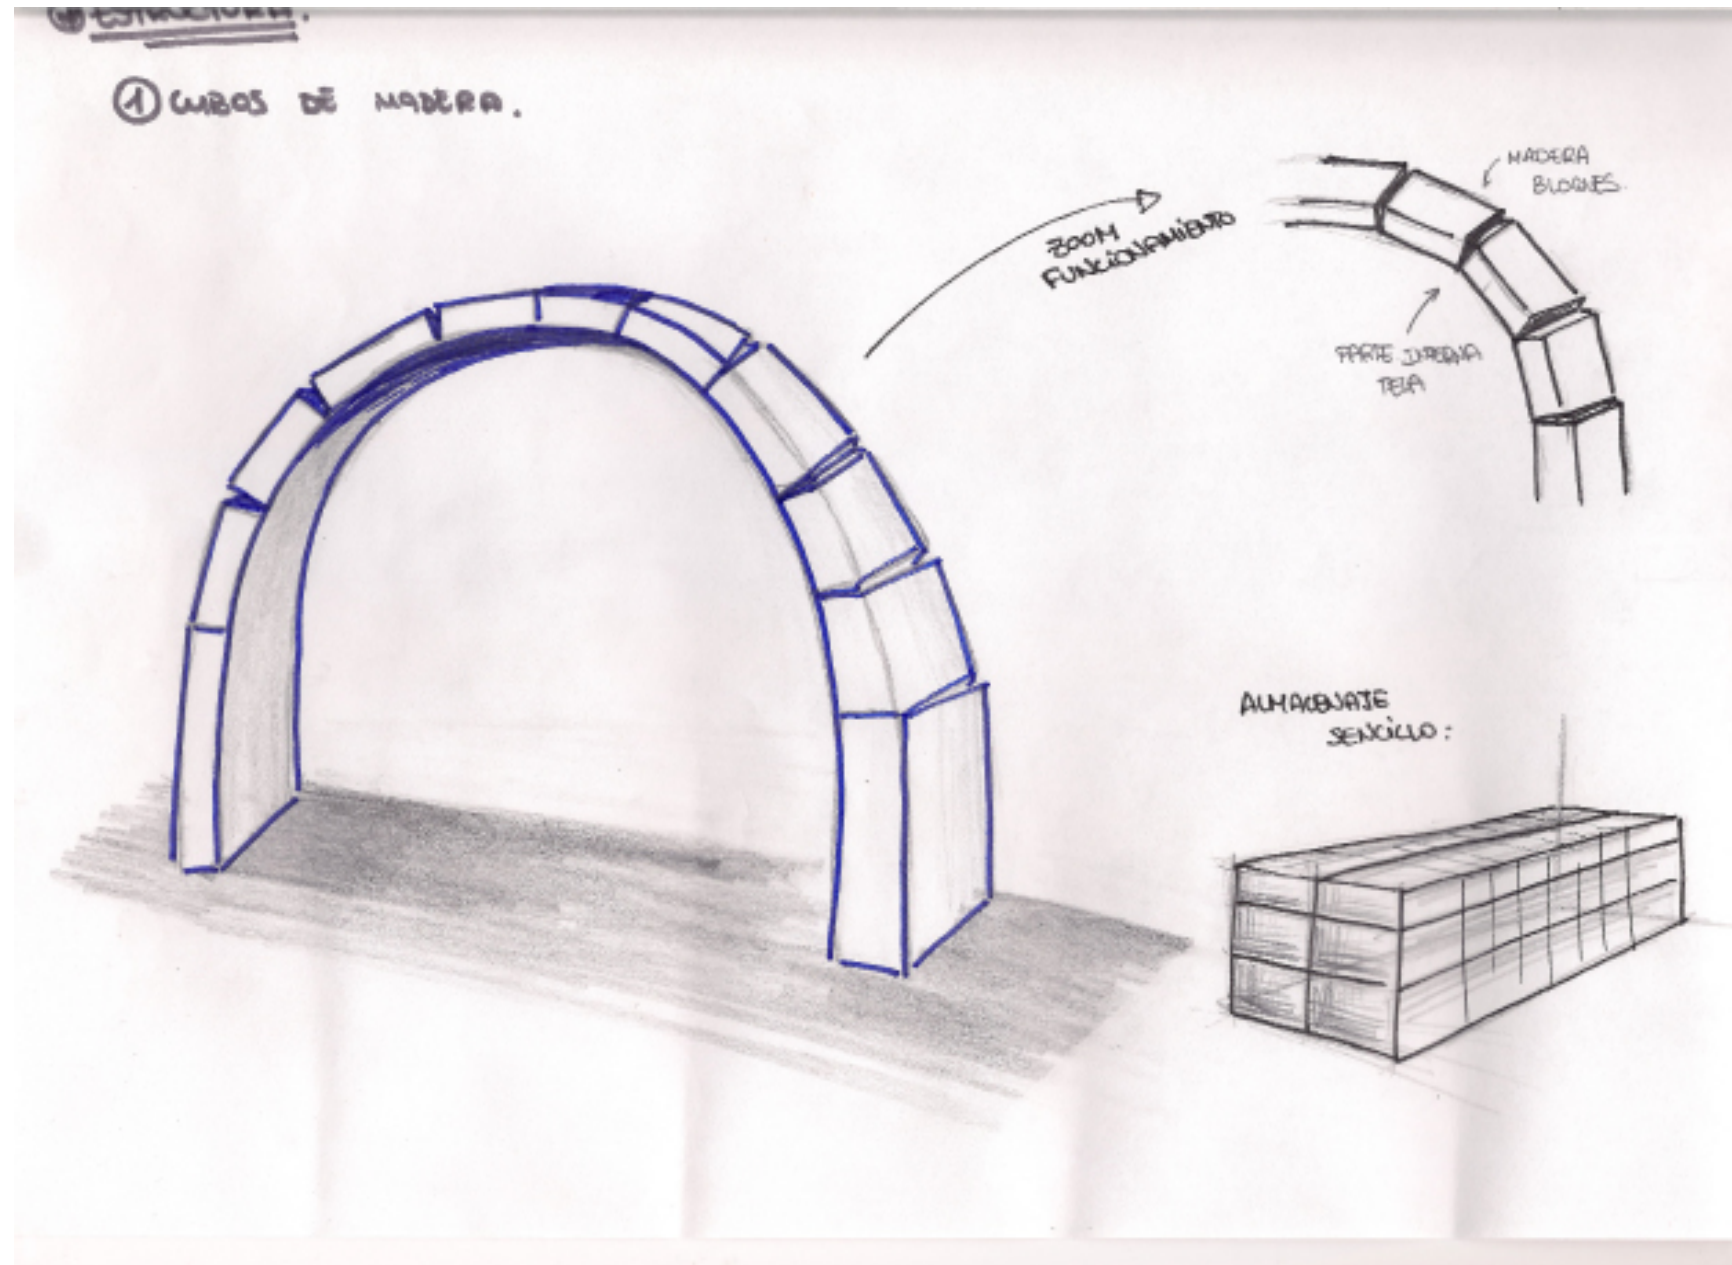 ESTRUCTURA.
① CUBOS DE MADERA.
MADERA
BLOQUES.
ZOOM
FUNCIONAMIENTO
PARTE INTERNA
TELA
ALMACENAJE
SENCILLO: